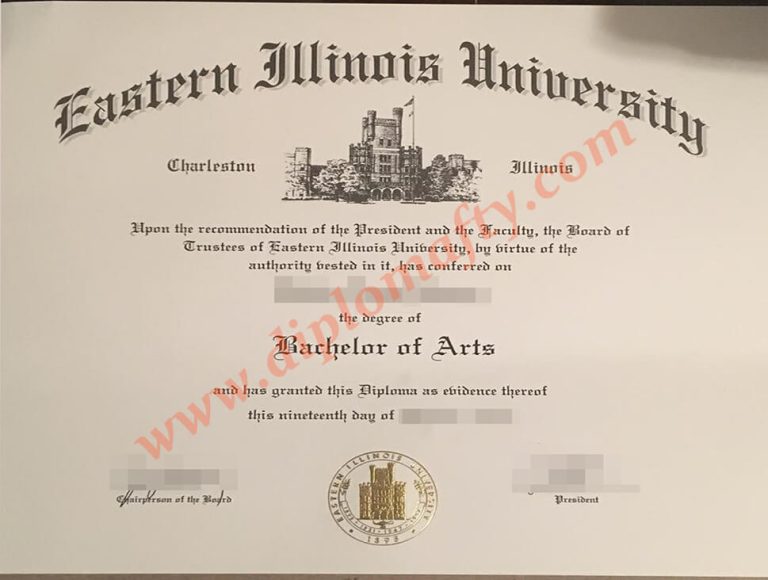 Eastern Illinois University
Charleston Illinois
Upon the recommendation of the President and the Faculty, the Board of
Trustees of Eastern Illinois University, by virtue of the
authority vested in it, has conferred on
the degree of
Bachelor of Arts
and has granted this Diploma as evidence thereof
this nineteenth day of
Chairperson of the Board
President
EASTERN ILLINOIS UNIVERSITY
1895
www.diplomafty.com